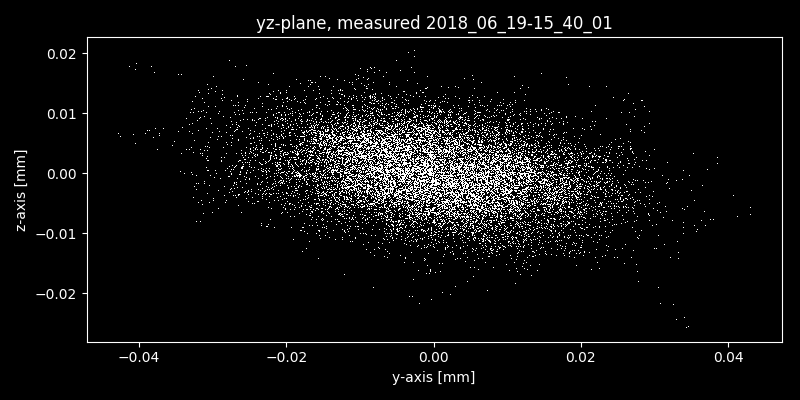 yz-plane, measured 2018_06_19-15_40_01
0.02
0.01
0.00
−0.01
−0.02
z-axis [mm]
−0.04 −0.02 0.00 0.02 0.04
y-axis [mm]